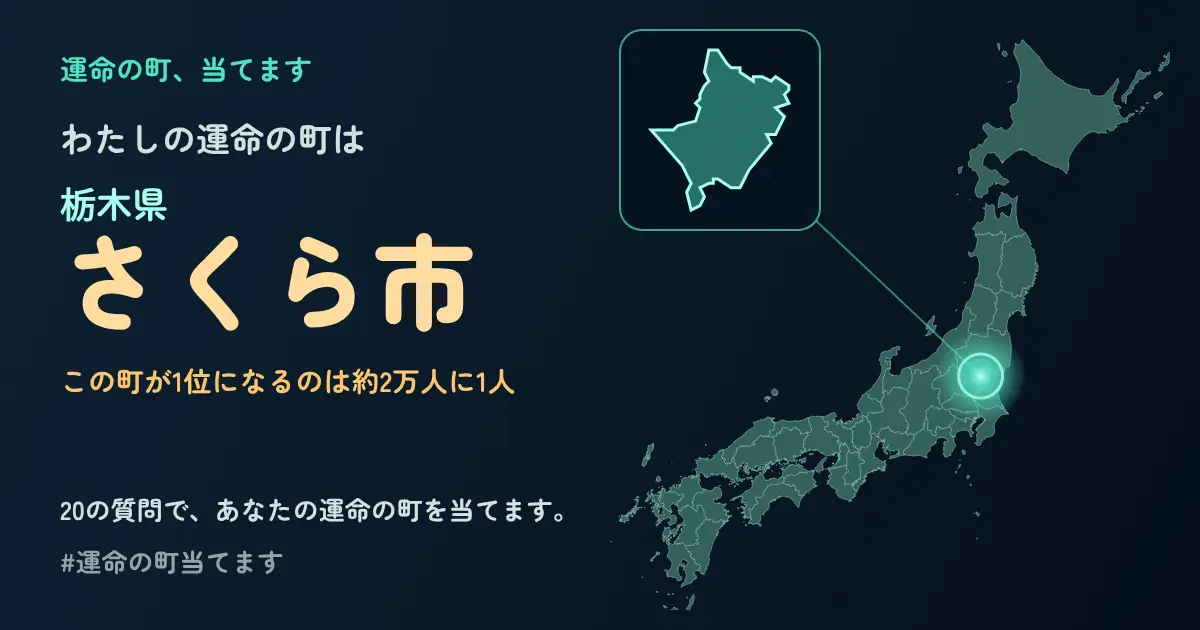 運命の町、当てます
わたしの運命の町は
栃木県
さくら市
この町が1位になるのは約2万人に1人
20の質問で、あなたの運命の町を当てます。
#運命の町当てます